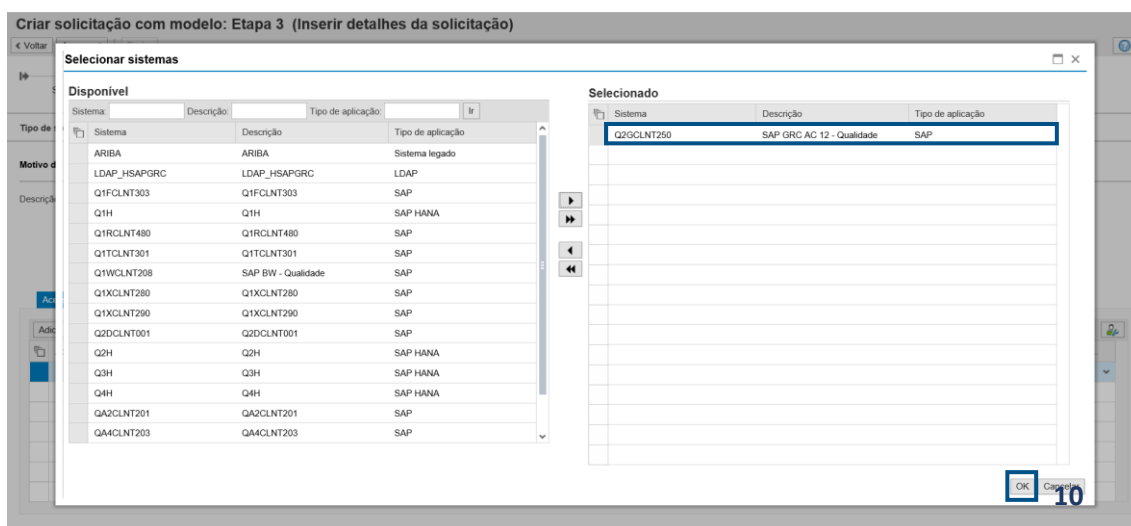 Criar solicitação com modelo: Etapa 3 (Inserir detalhes da solicitação)
Voltar
Selecionar sistemas
Disponível
Sistema: Descrição: Tipo de aplicação: Ir
Sistema Descrição Tipo de aplicação
ARIBA ARIBA Sistema legado
LDAP_HSAPGRC LDAP_HSAPGRC LDAP
Q1FCLNT303 Q1FCLNT303 SAP
Q1H Q1H SAP HANA
Q1RCLNT480 Q1RCLNT480 SAP
Q1TCLNT301 Q1TCLNT301 SAP
Q1WCLNT208 SAP BW - Qualidade SAP
Q1XCLNT280 Q1XCLNT280 SAP
Q1XCLNT290 Q1XCLNT290 SAP
Q2DCLNT001 Q2DCLNT001 SAP
Q2H Q2H SAP HANA
Q3H Q3H SAP HANA
Q4H Q4H SAP HANA
QA2CLNT201 QA2CLNT201 SAP
QA4CLNT203 QA4CLNT203 SAP
Selecionado
Sistema Descrição Tipo de aplicação
Q2GCLNT250 SAP GRC AC 12 - Qualidade SAP
OK Cancelar
10
Tipo de
Motivo d
Descriçã
Adic